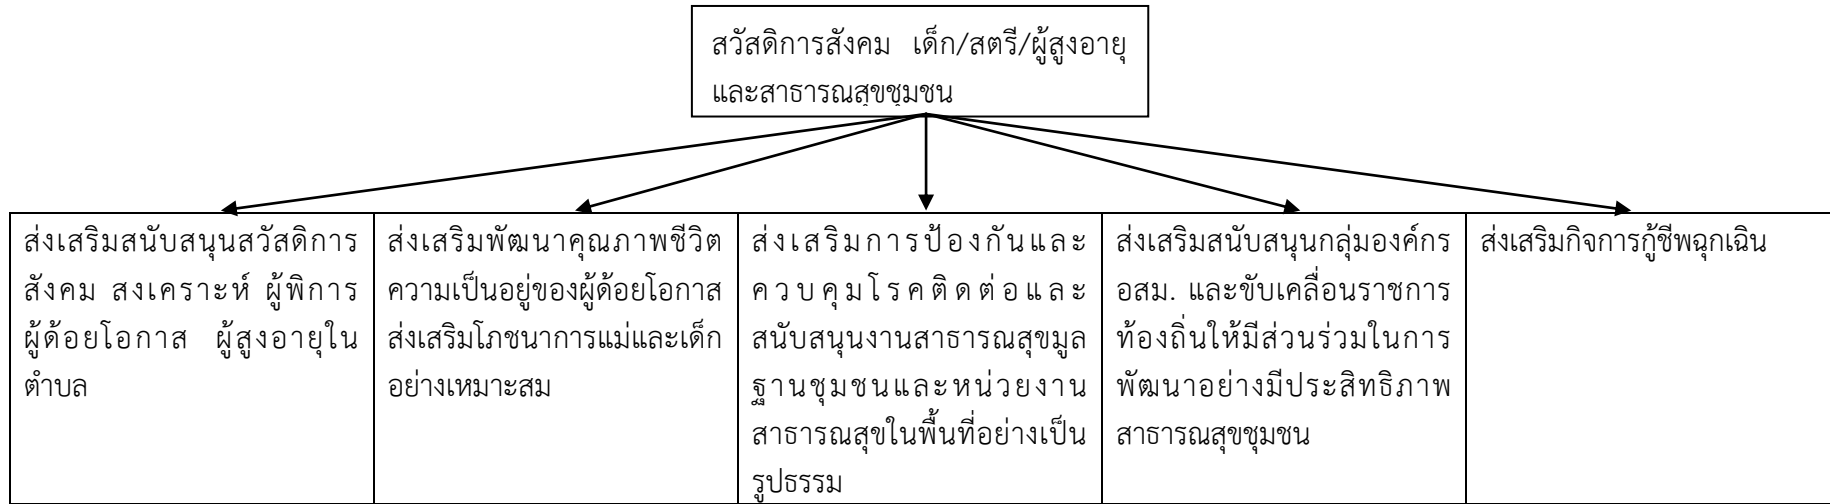 สวัสดิการสังคม เด็ก/สตรี/ผู้สูงอายุ
และสาธารณสุขชุมชน
ส่งเสริมสนับสนุนสวัสดิการ
สังคม สงเคราะห์ ผู้พิการ
ผู้ด้อยโอกาส ผู้สูงอายุใน
ตำบล
ส่งเสริมพัฒนาคุณภาพชีวิต
ความเป็นอยู่ของผู้ด้อยโอกาส
ส่งเสริมโภชนาการแม่และเด็ก
อย่างเหมาะสม
ส่งเสริมการป้องกันและ
ควบคุมโรคติดต่อและ
สนับสนุนงานสาธารณสุขมูล
ฐานชุมชนและหน่วยงาน
สาธารณสุขในพื้นที่อย่างเป็น
รูปธรรม
ส่งเสริมสนับสนุนกลุ่มองค์กร
อสม. และขับเคลื่อนราชการ
ท้องถิ่นให้มีส่วนร่วมในการ
พัฒนาอย่างมีประสิทธิภาพ
สาธารณสุขชุมชน
ส่งเสริมกิจการกู้ชีพฉุกเฉิน